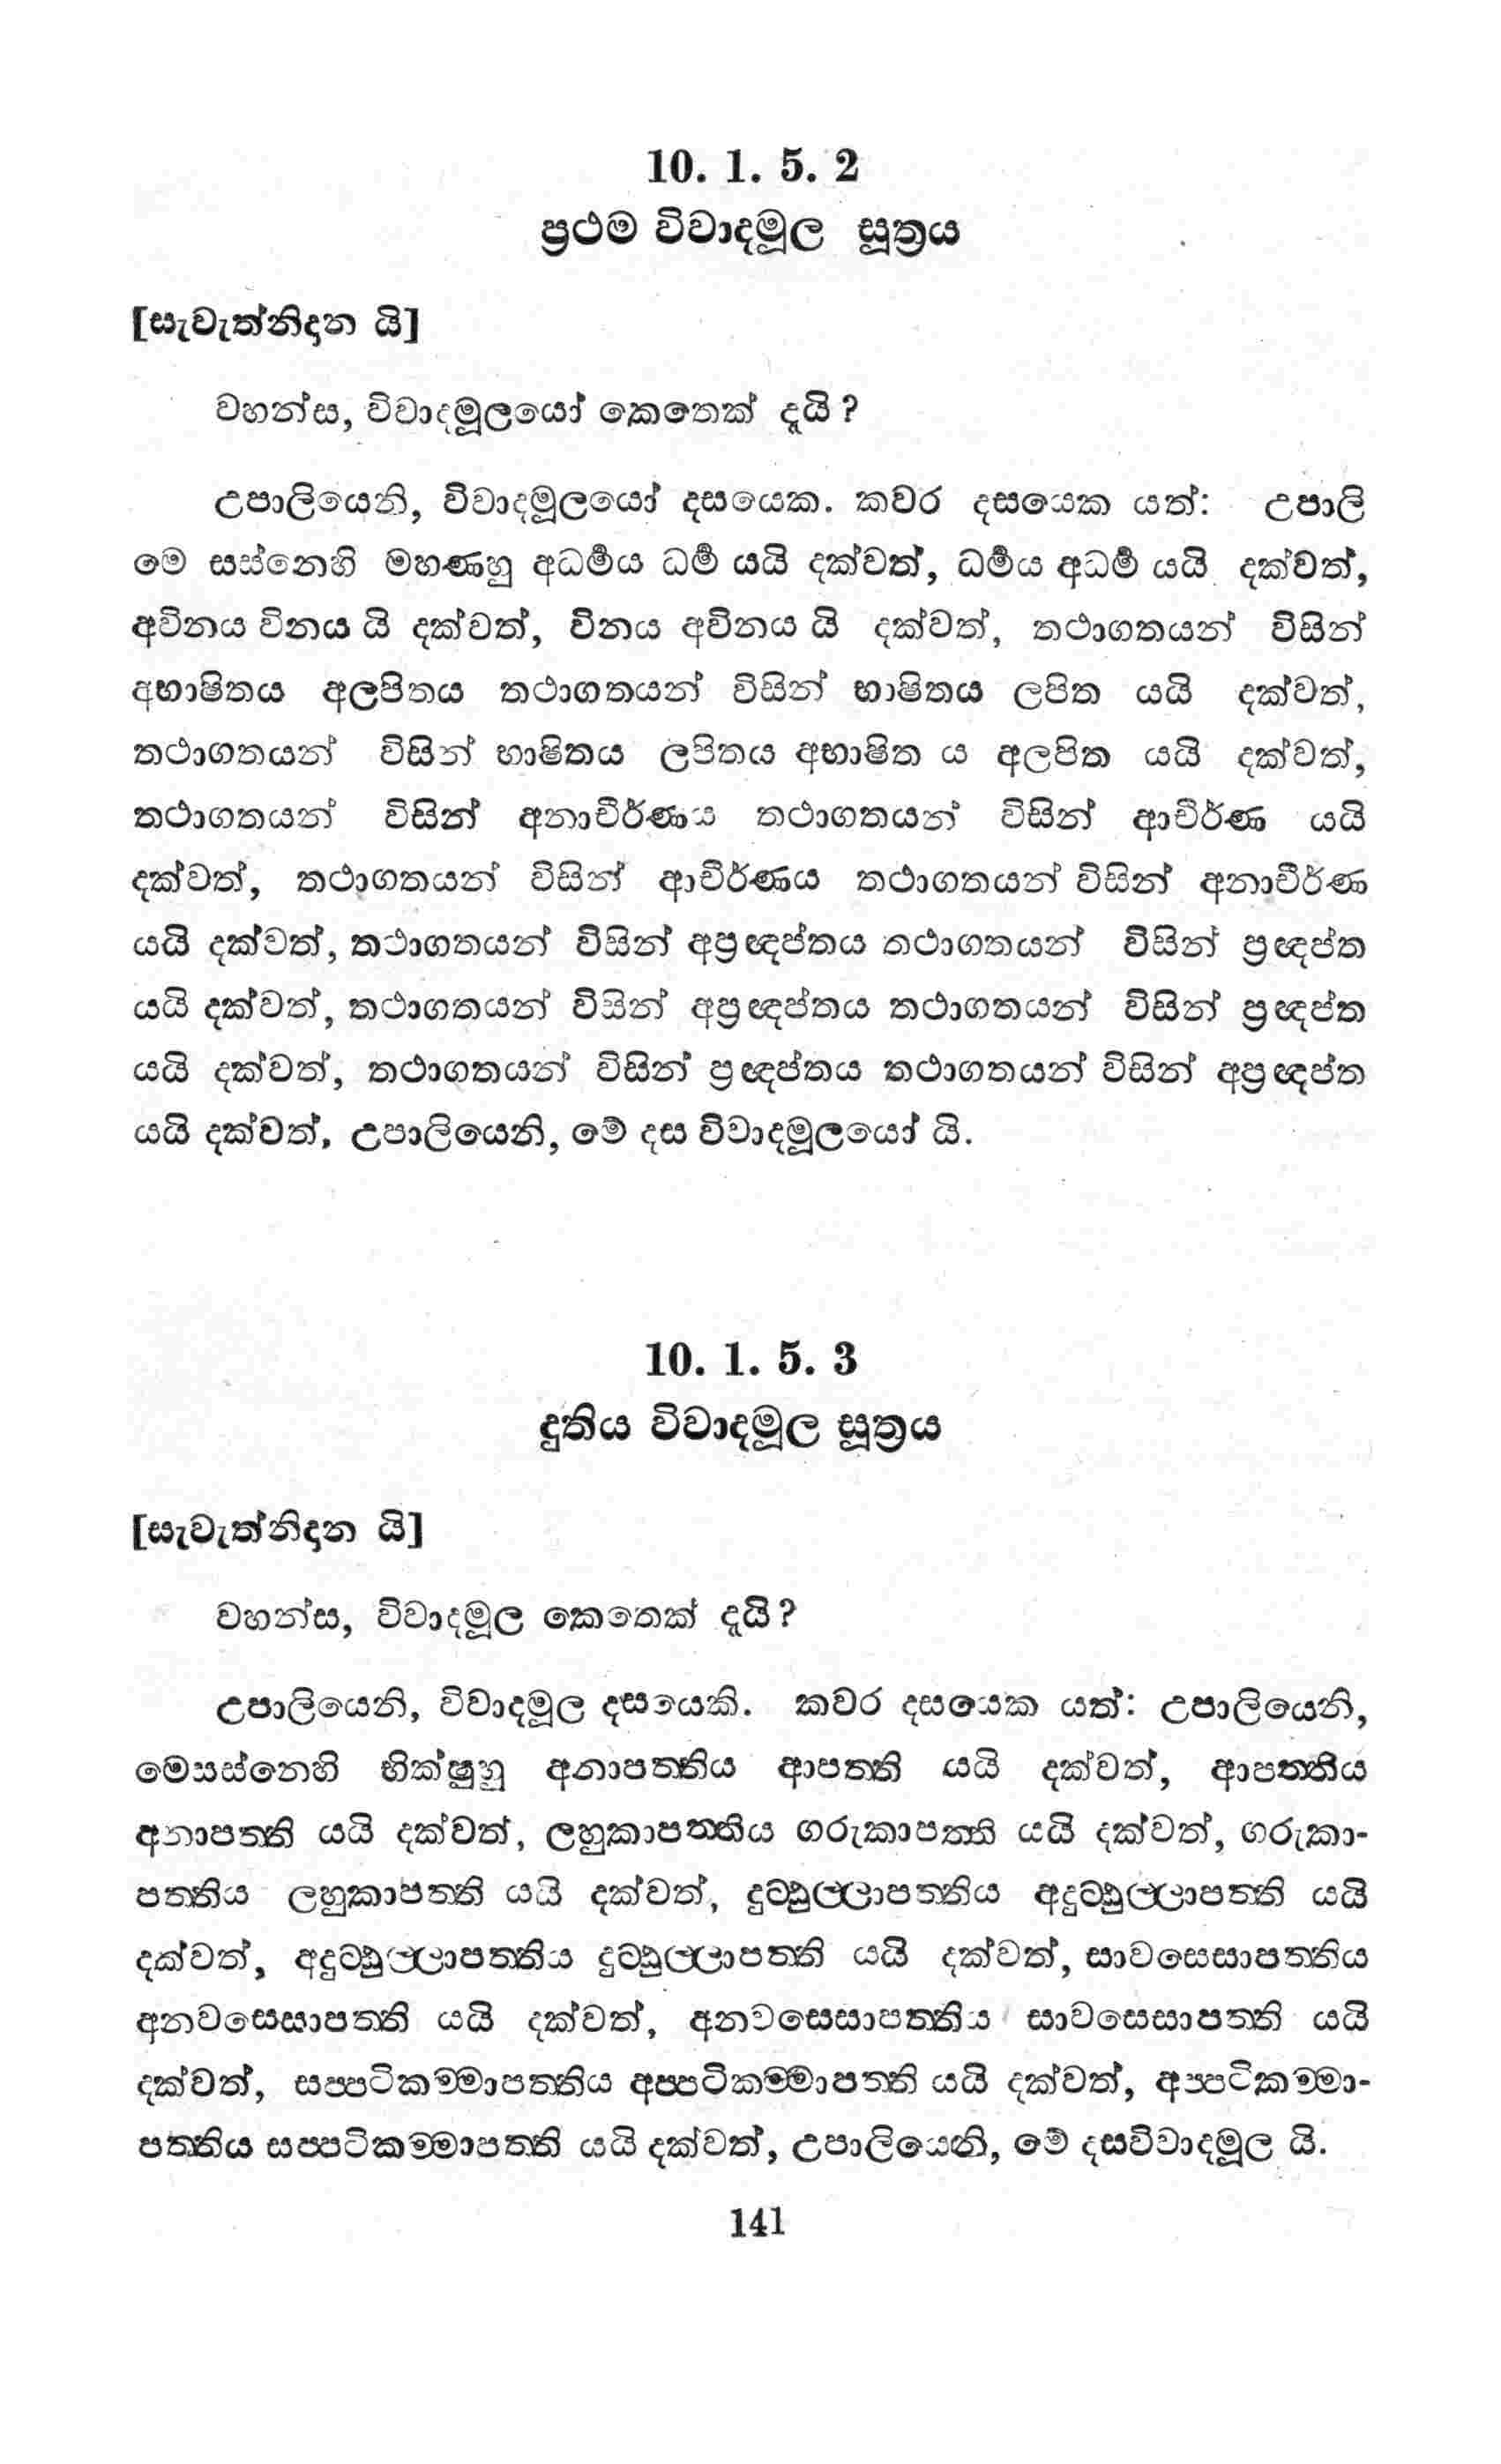 10. 1. 5. 2
ප්‍රථම විවාදමූල සූත්‍රය
[සැවැත්නිදාන යි]
වහන්ස, විවාදමූලයෝ කෙතෙක් දැයි?
උපාලියෙනි, විවාදමූලයෝ දසයෙක. කවර දසයෙක යත්: උපාලි
මෙ සස්නෙහි මහණහු අධර්‍මය ධර්‍ම යයි දක්වත්, ධර්‍මය අධර්‍ම යයි දක්වත්,
අවිනය විනය යි දක්වත්, විනය අවිනය යි දක්වත්, තථාගතයන් විසින්
අභාෂිතය අලපිතය තථාගතයන් විසින් භාෂිතය ලපිත යයි දක්වත්,
තථාගතයන් විසින් භාෂිතය ලපිතය අභාෂිත ය අලපිත යයි දක්වත්,
තථාගතයන් විසින් අනාචීර්ණය තථාගතයන් විසින් ආචීර්ණ යයි
දක්වත්, තථාගතයන් විසින් ආචීර්ණය තථාගතයන් විසින් අනාචීර්ණ
යයි දක්වත්, තථාගතයන් විසින් අප්‍රඥප්තය තථාගතයන් විසින් ප්‍රඥප්ත
යයි දක්වත්, තථාගතයන් විසින් අප්‍රඥප්තය තථාගතයන් විසින් ප්‍රඥප්ත
යයි දක්වත්, තථාගතයන් විසින් ප්‍රඥප්තය තථාගතයන් විසින් අප්‍රඥප්ත
යයි දක්වත්, උපාලියෙනි, මේ දස විවාදමූලයෝ යි.
10. 1. 5. 3
දුතිය විවාදමූල සූත්‍රය
[සැවැත්නිදාන යි]
වහන්ස, විවාදමූල කෙතෙක් දැයි?
උපාලියෙනි, විවාදමූල දසයෙකි. කවර දසයෙක යත්: උපාලියෙනි,
මෙසස්නෙහි භික්ෂුහු අනාපත්‍තිය ආපත්‍ති යයි දක්වත්, ආපත්‍තිය
අනාපත්‍ති යයි දක්වත්, ලහුකාපත්‍තිය ගරුකාපත්‍ති යයි දක්වත්, ගරුකා-
පත්‍තිය ලහුකාපත්‍ති යයි දක්වත්, දුට්ඨුල්ලාපත්‍තිය අදුට්ඨුල්ලාපත්‍ති යයි
දක්වත්, අදුට්ඨුල්ලාපත්‍තිය දුට්ඨුල්ලාපත්‍ති යයි දක්වත්, සාවසෙසාපත්‍තිය
අනවසෙසාපත්‍ති යයි දක්වත්, අනවසෙසාපත්‍තිය සාවසෙසාපත්‍ති යයි
දක්වත්, සප්පටිකම්මාපත්‍තිය අප්පටිකම්මාපත්‍ති යයි දක්වත්, අප්පටිකම්මා-
පත්‍තිය සප්පටිකම්මාපත්‍ති යයි දක්වත්, උපාලියෙනි, මේ දසවිවාදමූල යි.
141